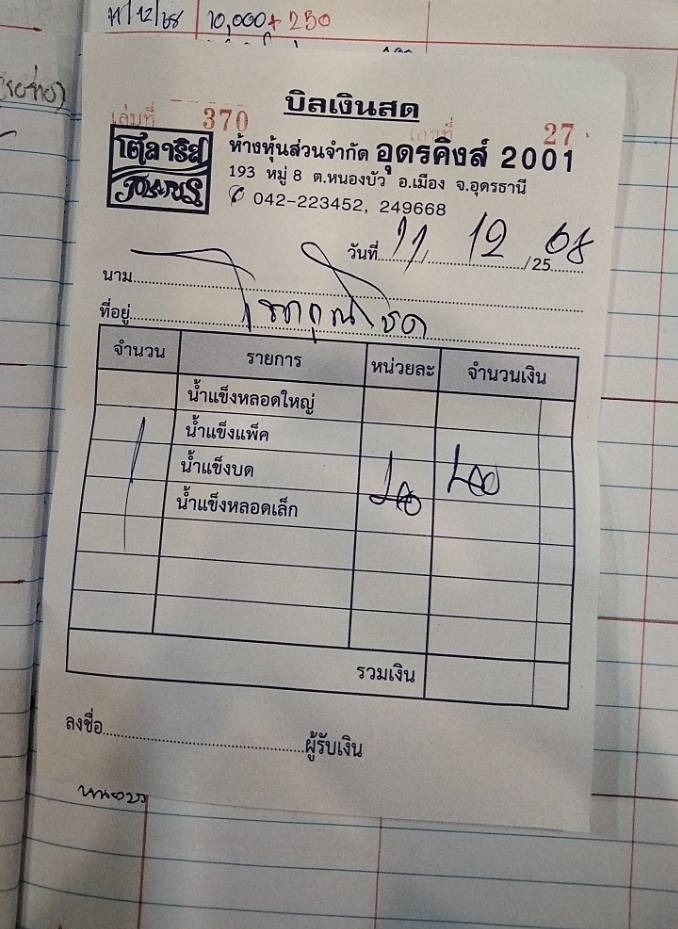 11/12/68 10,000 + 230
บิลเงินสด
เล่มที่ 370 เลขที่ 27
โตลารัส
ห้างหุ้นส่วนจำกัด อุดรคิงส์ 2001
193 หมู่ 8 ต.หนองบัว อ.เมือง จ.อุดรธานี
042-223452, 249668
วันที่ 11, 12 /25 68
นาม
ที่อยู่
จำนวน รายการ หน่วยละ จำนวนเงิน
น้ำแข็งหลอดใหญ่
น้ำแข็งแพ็ค
น้ำแข็งบด
น้ำแข็งหลอดเล็ก
รวมเงิน
ลงชื่อ ผู้รับเงิน